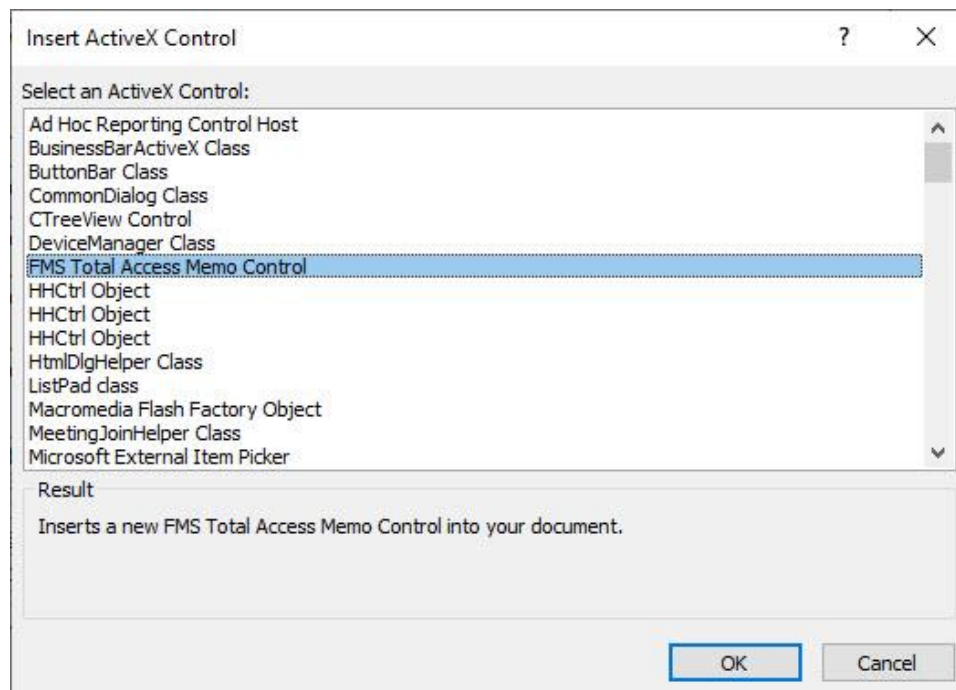 Insert ActiveX Control
?
Select an ActiveX Control:
Ad Hoc Reporting Control Host
BusinessBarActiveX Class
ButtonBar Class
CommonDialog Class
CTreeView Control
DeviceManager Class
FMS Total Access Memo Control
HHCtrl Object
HHCtrl Object
HHCtrl Object
HtmlDlgHelper Class
ListPad class
Macromedia Flash Factory Object
MeetingJoinHelper Class
Microsoft External Item Picker
Result
Inserts a new FMS Total Access Memo Control into your document.
OK
Cancel